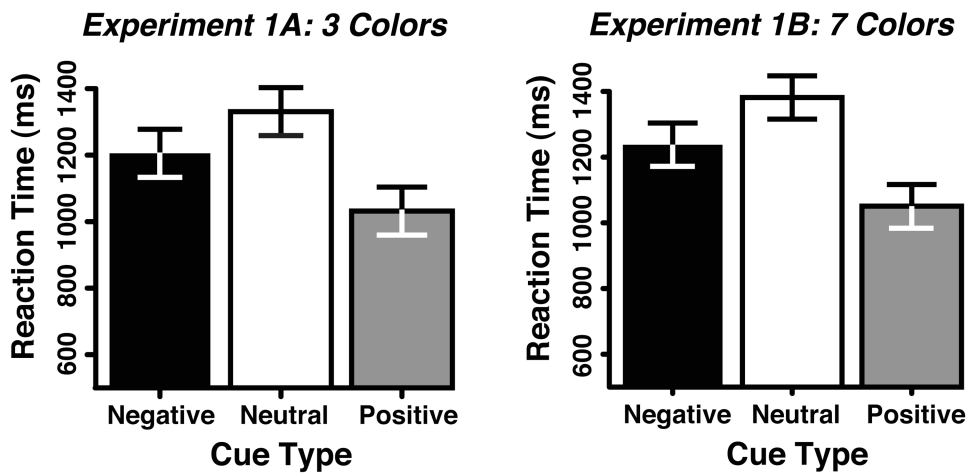 Experiment 1A: 3 Colors
Reaction Time (ms)
1400
1200
1000
800
600
Negative Neutral Positive
Cue Type
Experiment 1B: 7 Colors
Reaction Time (ms)
1400
1200
1000
800
600
Negative Neutral Positive
Cue Type